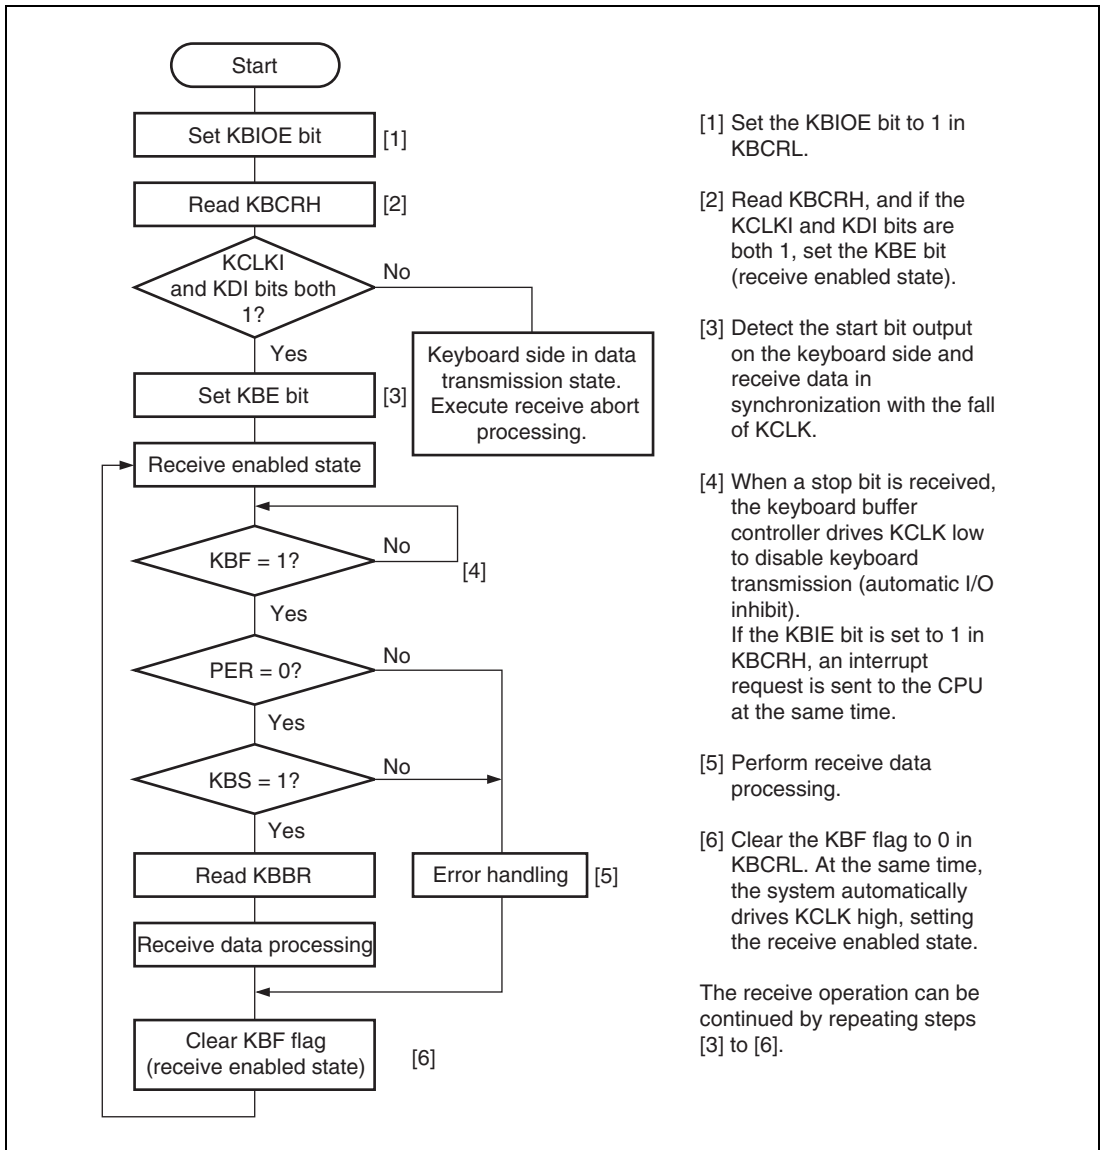 Start
Set KBIOE bit
[1]
Read KBCRH
[2]
KCLKI
and KDI bits both
1?
No
Yes
Keyboard side in data
transmission state.
Execute receive abort
processing.
Set KBE bit
[3]
Receive enabled state
KBF = 1?
No
[4]
Yes
PER = 0?
No
Yes
KBS = 1?
No
Yes
Read KBBR
Error handling
[5]
Receive data processing
Clear KBF flag
(receive enabled state)
[6]
[1] Set the KBIOE bit to 1 in
KBCRL.
[2] Read KBCRH, and if the
KCLKI and KDI bits are
both 1, set the KBE bit
(receive enabled state).
[3] Detect the start bit output
on the keyboard side and
receive data in
synchronization with the fall
of KCLK.
[4] When a stop bit is received,
the keyboard buffer
controller drives KCLK low
to disable keyboard
transmission (automatic I/O
inhibit).
If the KBIE bit is set to 1 in
KBCRH, an interrupt
request is sent to the CPU
at the same time.
[5] Perform receive data
processing.
[6] Clear the KBF flag to 0 in
KBCRL. At the same time,
the system automatically
drives KCLK high, setting
the receive enabled state.
The receive operation can be
continued by repeating steps
[3] to [6].